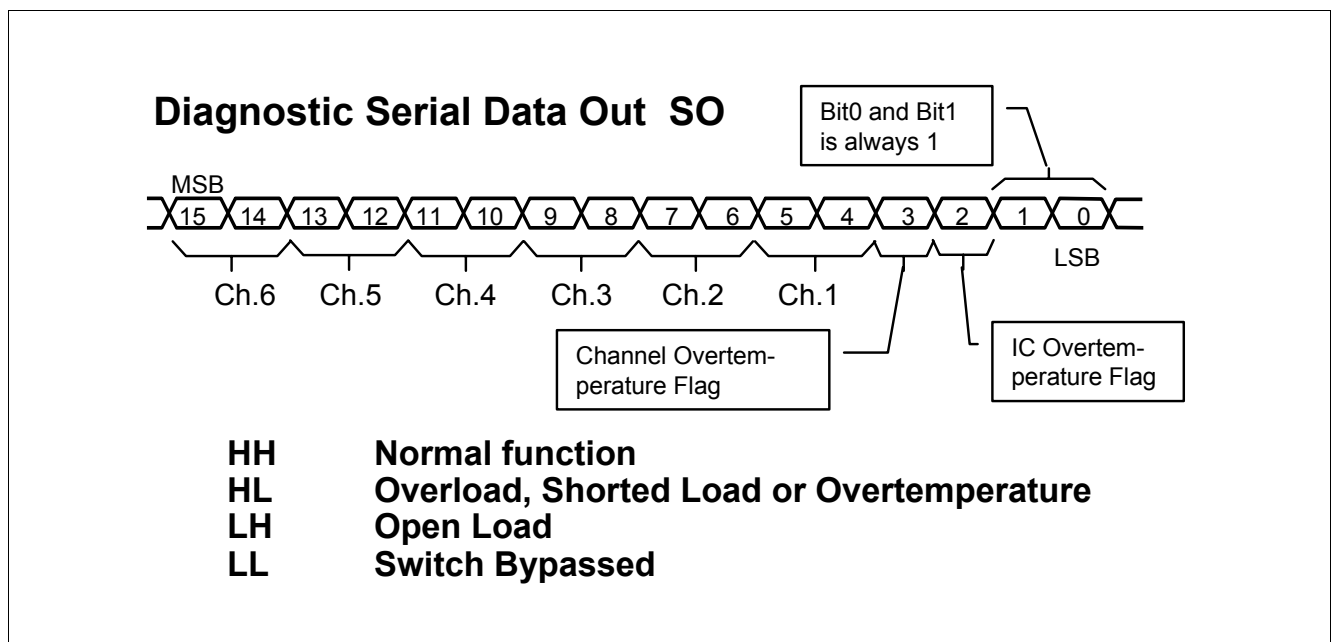 Diagnostic Serial Data Out SO
Bit0 and Bit1
is always 1
MSB
15 14 13 12 11 10 9 8 7 6 5 4 3 2 1 0
LSB
Ch.6 Ch.5 Ch.4 Ch.3 Ch.2 Ch.1
Channel Overtem-
perature Flag
IC Overtem-
perature Flag
HH Normal function
HL Overload, Shorted Load or Overtemperature
LH Open Load
LL Switch Bypassed